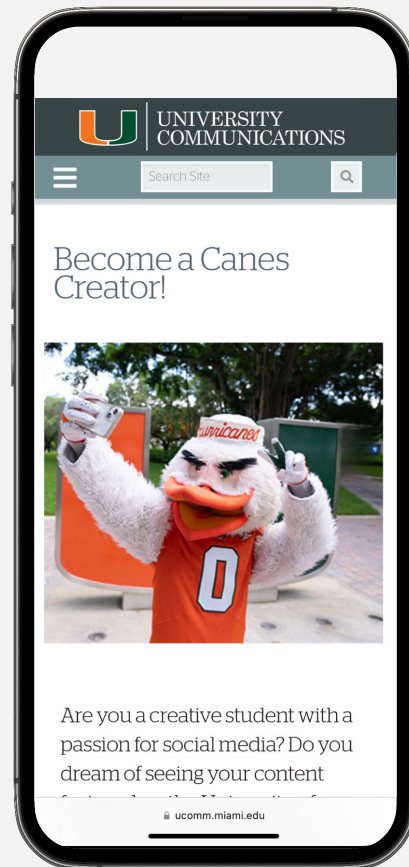 UNIVERSITY
COMMUNICATIONS
Search Site
Become a Canes
Creator!
Hurricanes
0
Are you a creative student with a
passion for social media? Do you
dream of seeing your content
ucomm.miami.edu